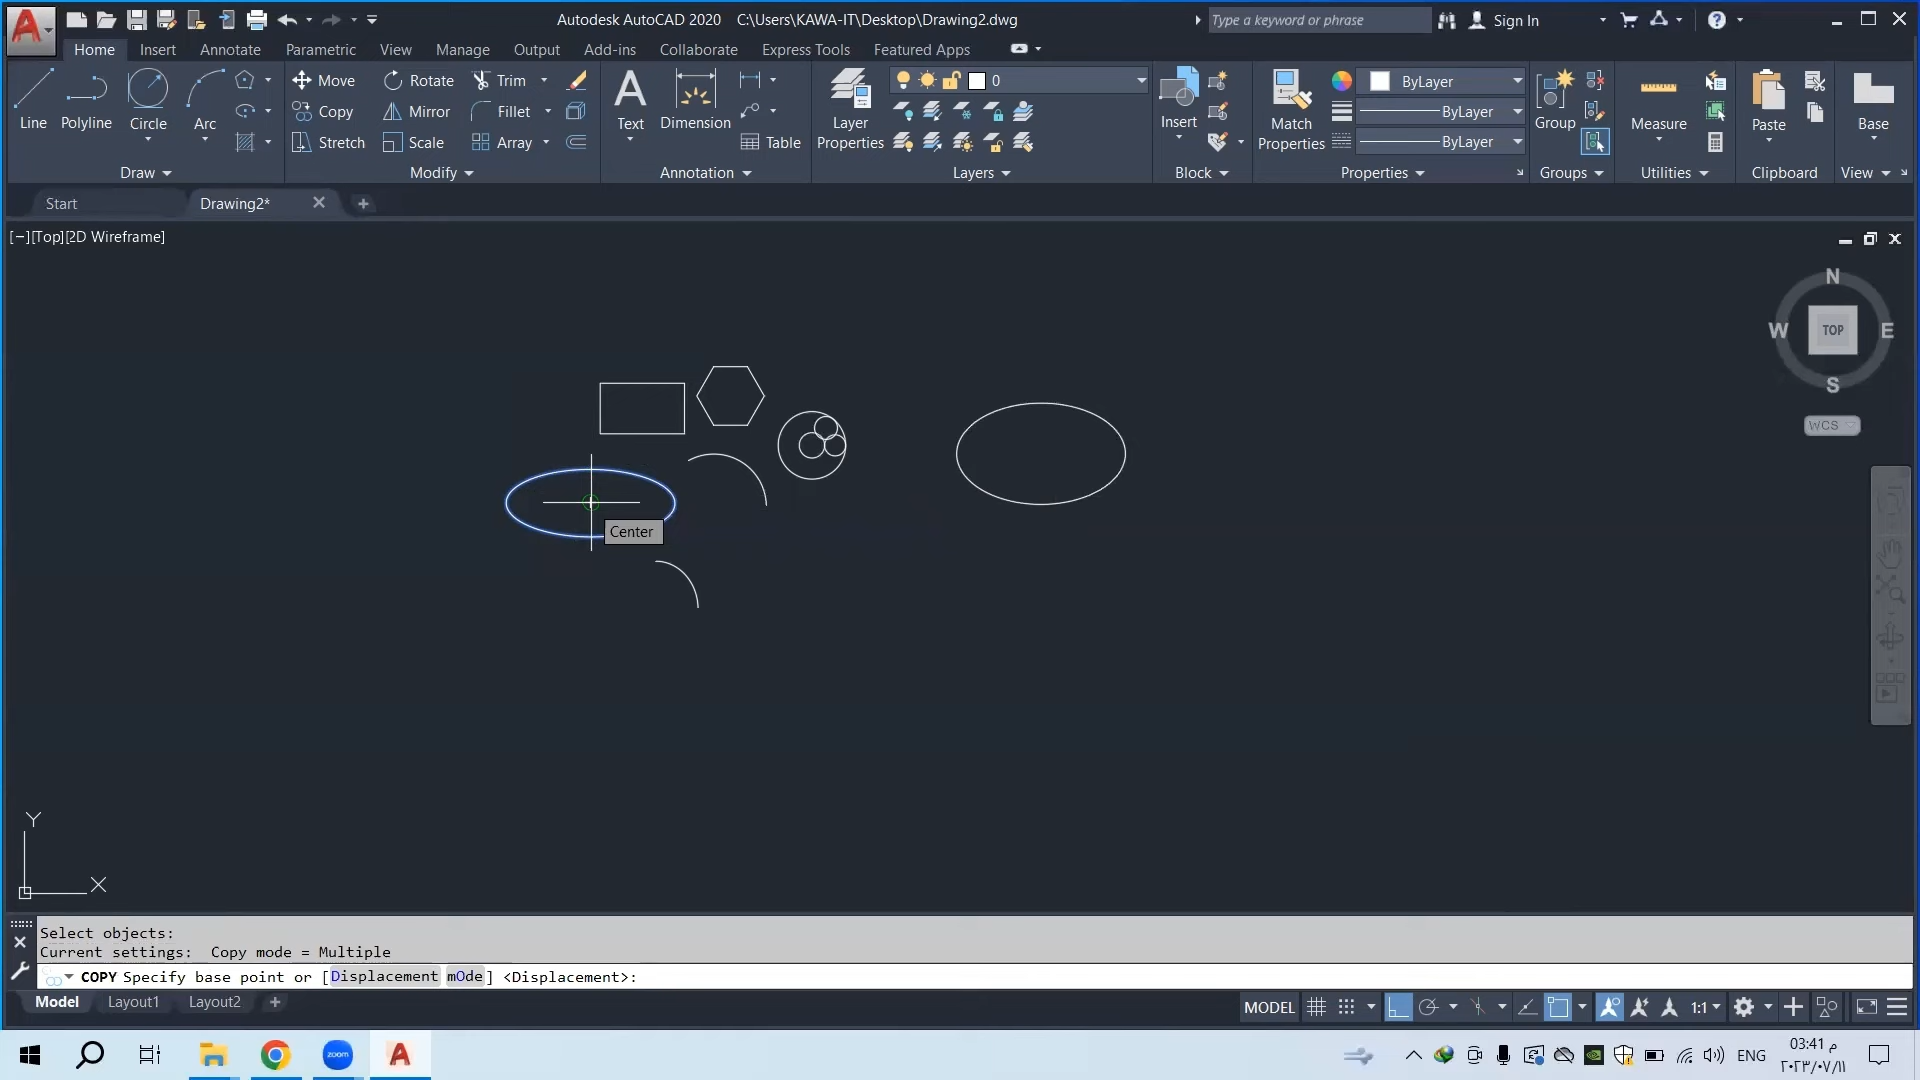 Autodesk AutoCAD 2020 C:\Users\KAWA-IT\Desktop\Drawing2.dwg
Type a keyword or phrase
Sign In
Home Insert Annotate Parametric View Manage Output Add-ins Collaborate Express Tools Featured Apps
Line Polyline Circle Arc
Draw
Move Rotate Trim
Copy Mirror Fillet
Stretch Scale Array
Modify
Text Dimension Table
Annotation
Layer Properties
0
Layers
Insert
Block
Match Properties
ByLayer
ByLayer
ByLayer
Properties
Group
Groups
Measure
Utilities
Paste
Clipboard
Base
View
Start Drawing2*
[−][Top][2D Wireframe]
N
W TOP E
S
WCS
Center
Y
X
Select objects:
Current settings: Copy mode = Multiple
COPY Specify base point or [Displacement mOde] <Displacement>:
Model Layout1 Layout2
MODEL 1:1
zoom
ENG
03:41 م
٢٠٢٣/٠٧/١١